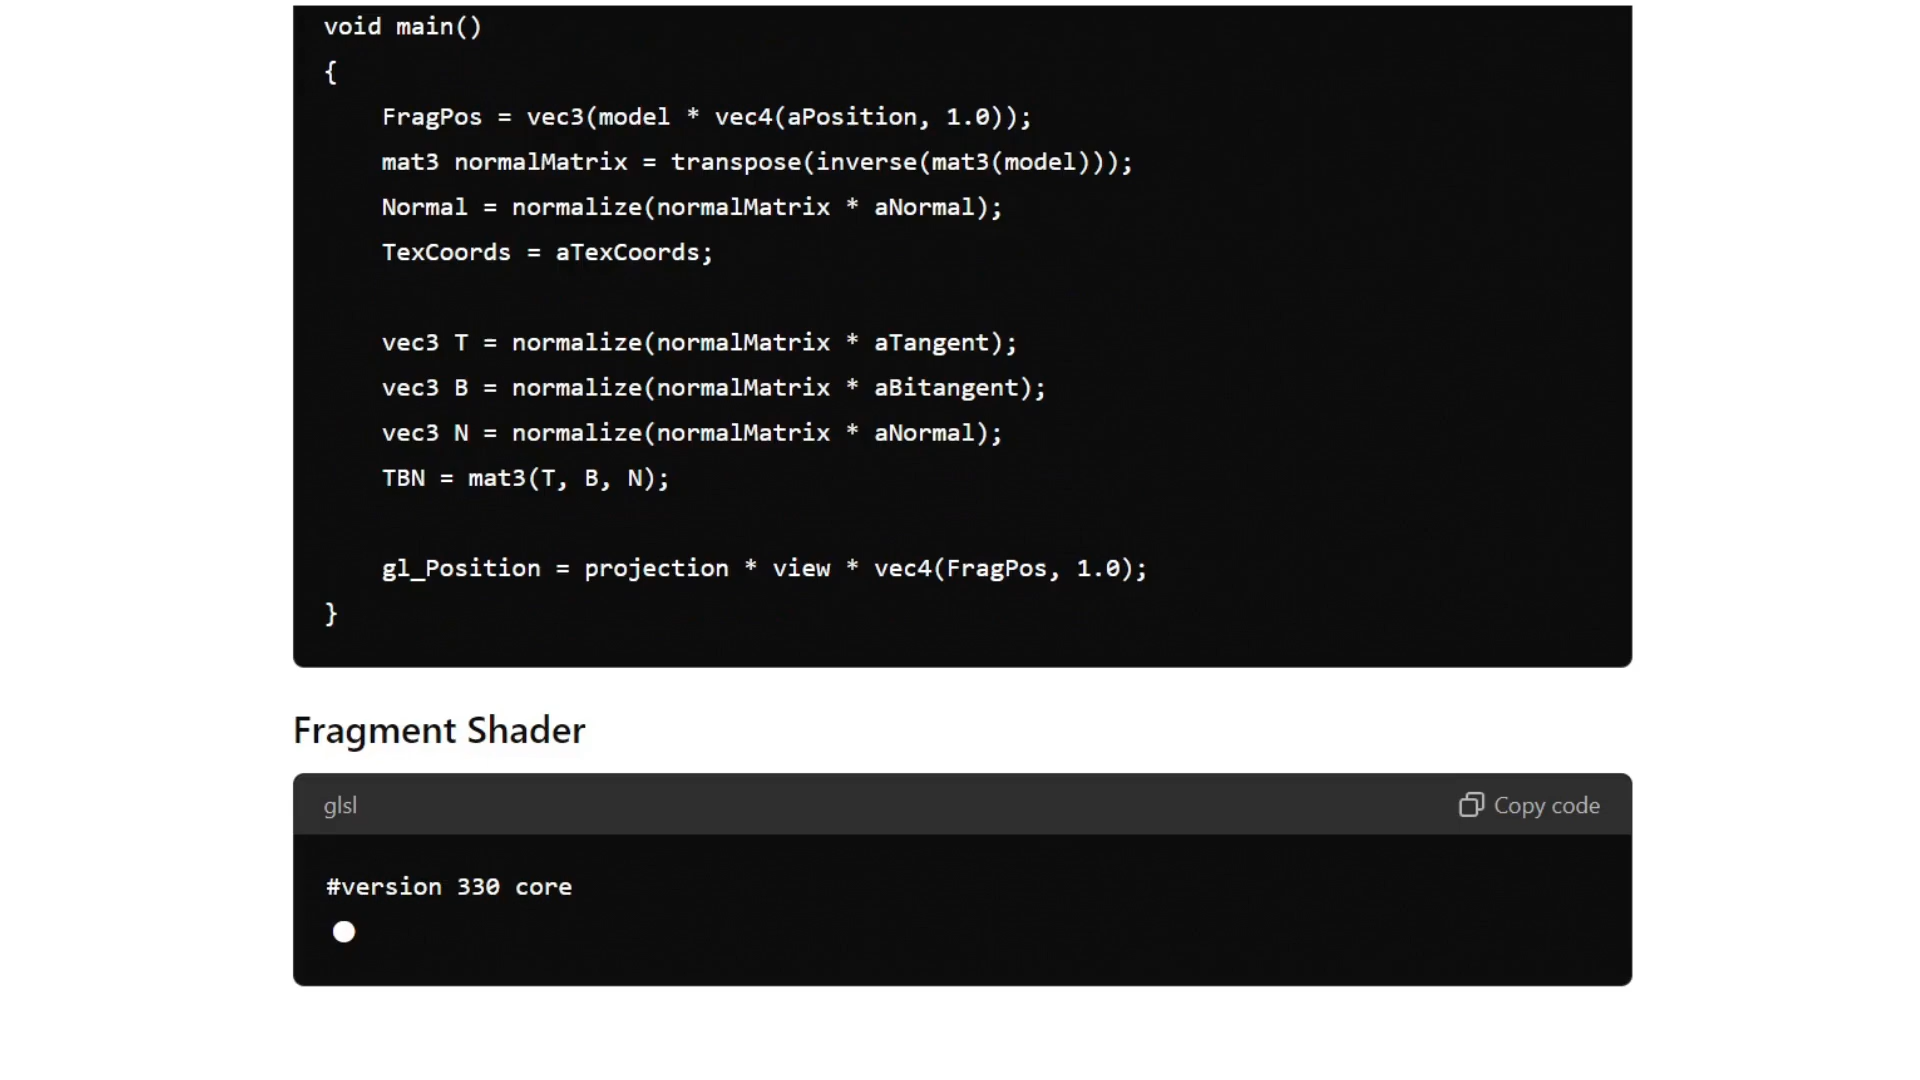 void main()
{
    FragPos = vec3(model * vec4(aPosition, 1.0));
    mat3 normalMatrix = transpose(inverse(mat3(model)));
    Normal = normalize(normalMatrix * aNormal);
    TexCoords = aTexCoords;

    vec3 T = normalize(normalMatrix * aTangent);
    vec3 B = normalize(normalMatrix * aBitangent);
    vec3 N = normalize(normalMatrix * aNormal);
    TBN = mat3(T, B, N);

    gl_Position = projection * view * vec4(FragPos, 1.0);
}
Fragment Shader
glsl
Copy code
#version 330 core